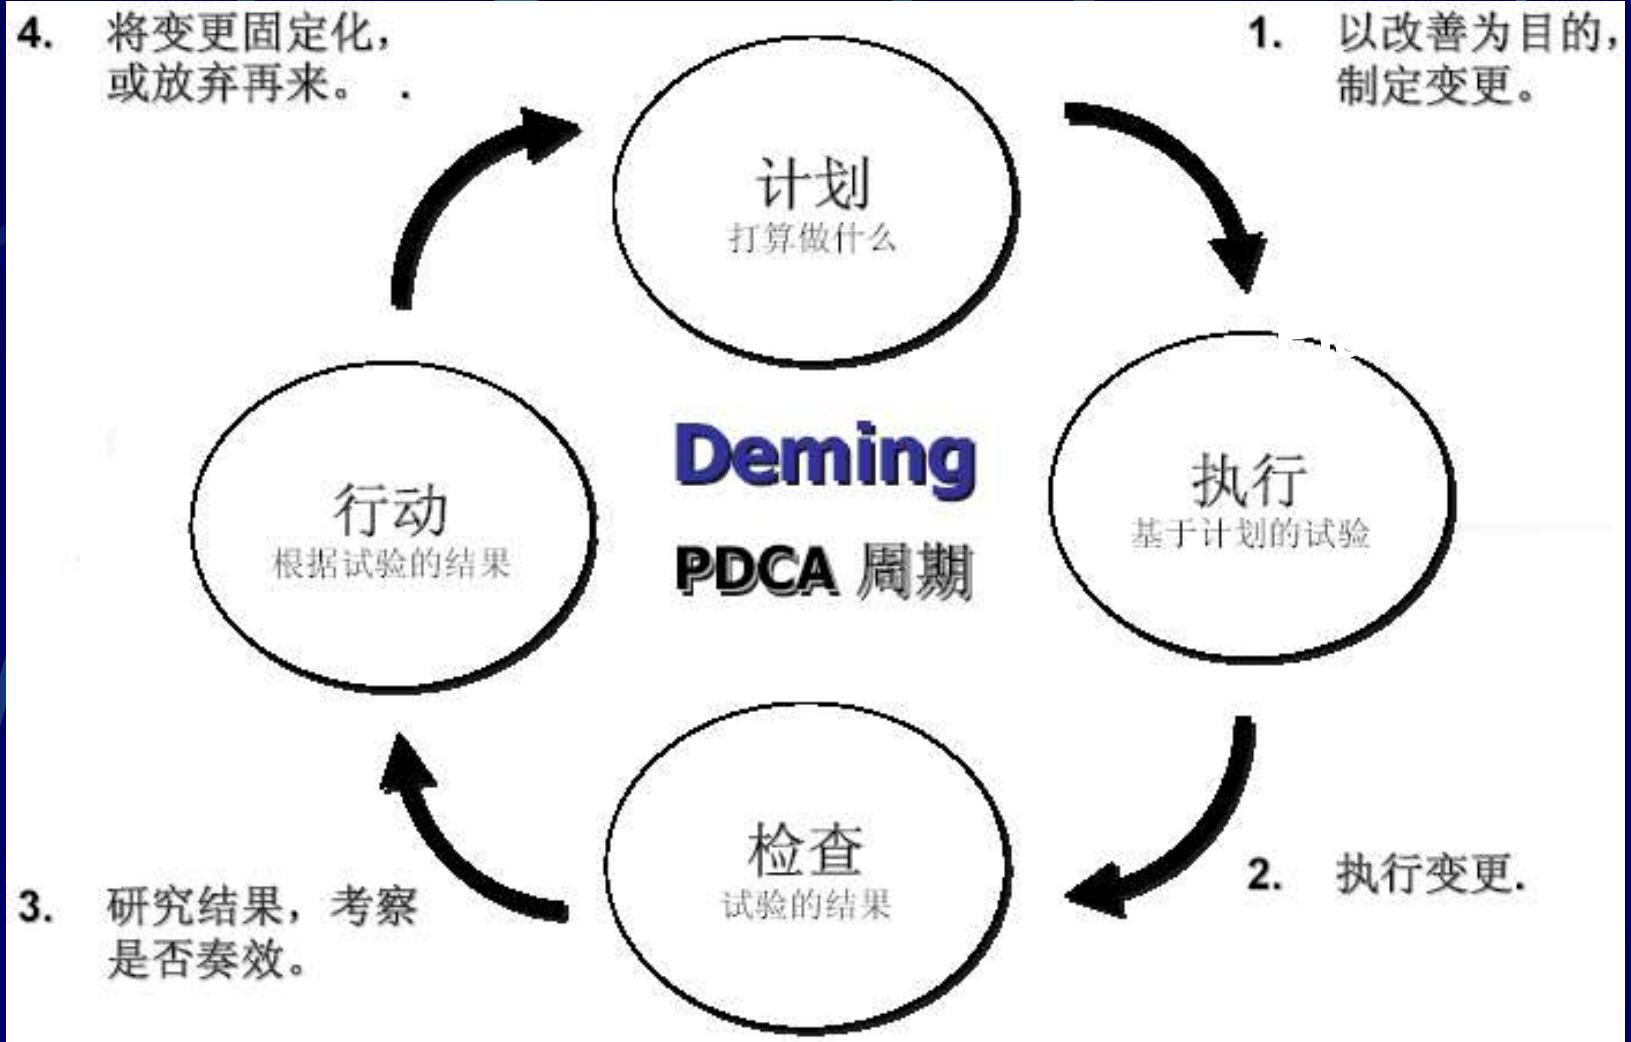 4. 将变更固定化，
或放弃再来。 .
1. 以改善为目的，
制定变更。
计划
打算做什么
执行
基于计划的试验
Deming
PDCA 周期
行动
根据试验的结果
检查
试验的结果
2. 执行变更.
3. 研究结果，考察
是否奏效。